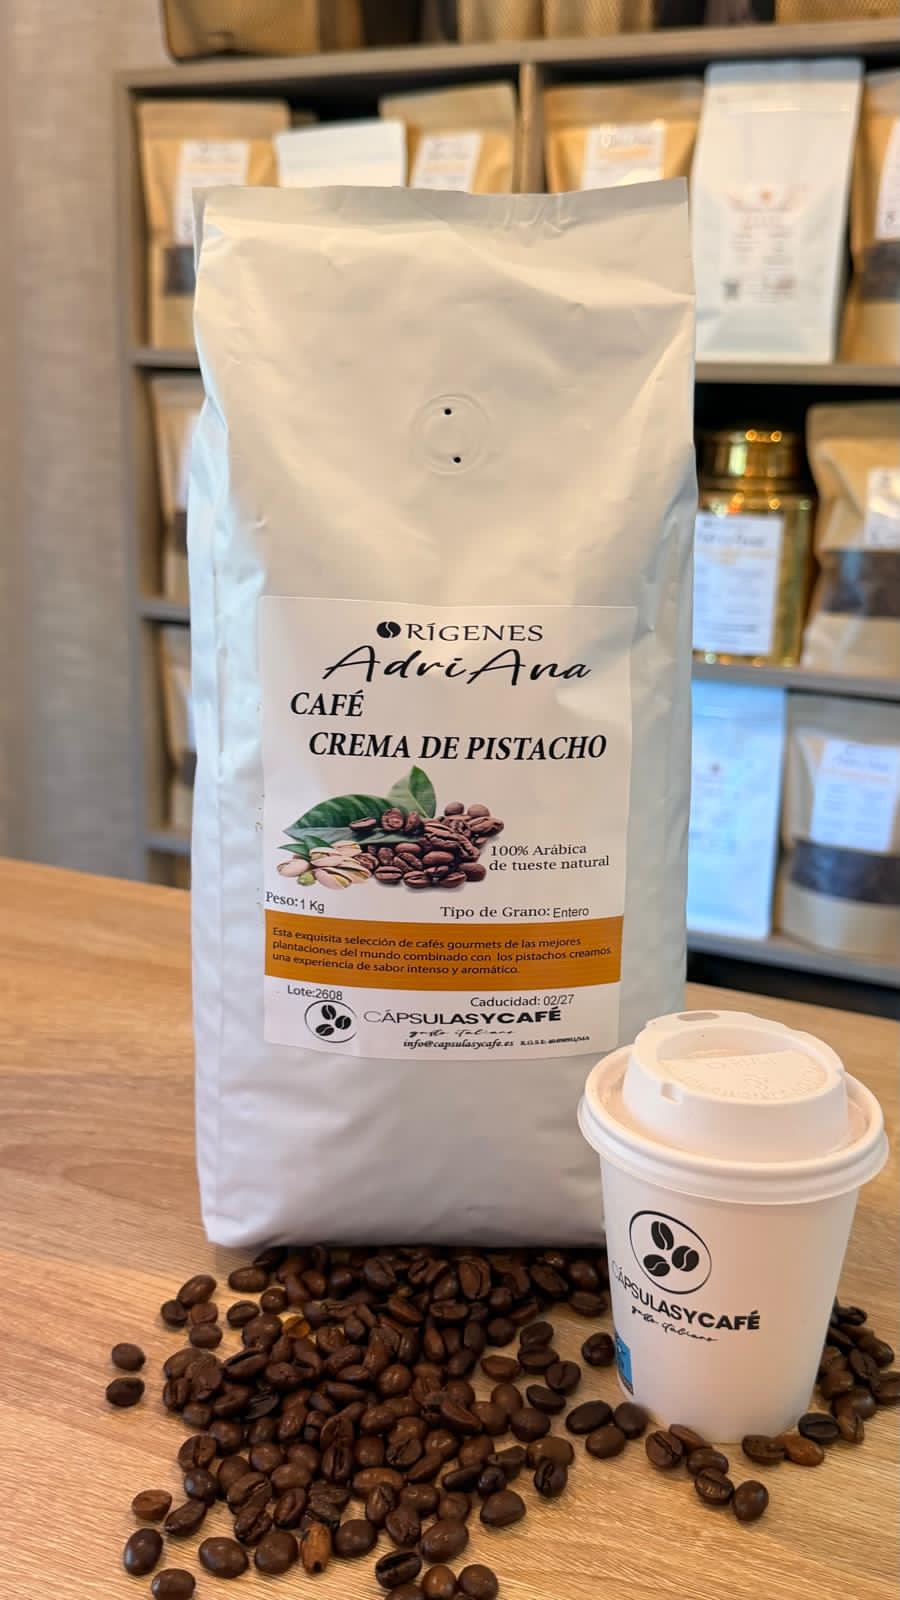 ORÍGENES
AdriAna
CAFÉ
CREMA DE PISTACHO
100% Arábica
de tueste natural
Peso: 1 Kg
Tipo de Grano: Entero
Esta exquisita selección de cafés gourmets de las mejores
plantaciones del mundo combinado con los pistachos creamos
una experiencia de sabor intenso y aromático.
Lote:2608
Caducidad: 02/27
CÁPSULASYCAFÉ
gusto italiano
info@capsulasycafe.es R.G.S.E:
CÁPSULASYCAFÉ
gusto italiano